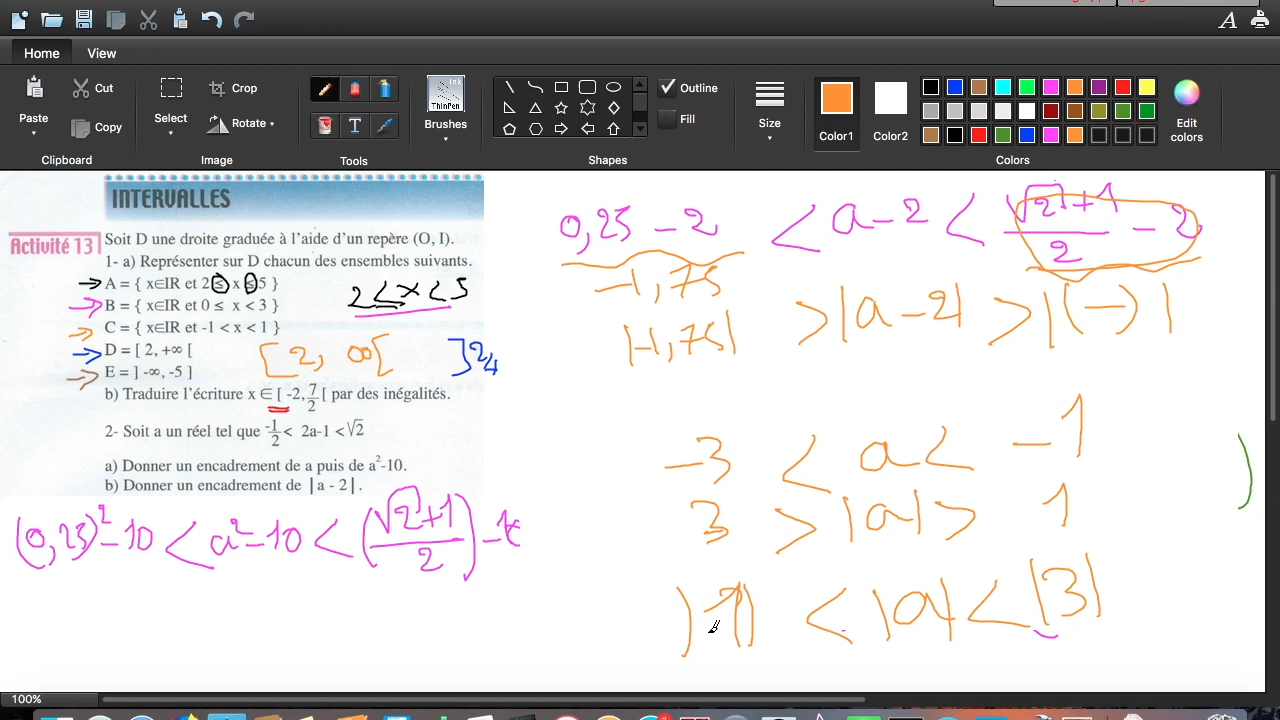 Home
View
Paste
Cut
Copy
Clipboard
Select
Crop
Rotate
Image
Tools
Ink
ThinPen
Brushes
Shapes
Outline
Fill
Size
Color1
Color2
Edit
colors
Colors
INTERVALLES
Activité 13
Soit D une droite graduée à l'aide d'un repère (O, I).
1- a) Représenter sur D chacun des ensembles suivants.
A = { x∈IR et 2 ≤ x ≤ 5 }
2 ≤ x < 5
B = { x∈IR et 0 ≤ x < 3 }
C = { x∈IR et -1 < x < 1 }
D = [ 2, +∞ [
[ 2, ∞ [
] 2/4
E = ] -∞, -5 ]
b) Traduire l'écriture x ∈ [ -2, 7/2 [ par des inégalités.
2- Soit a un réel tel que -1/2 < 2a-1 < √2
a) Donner un encadrement de a puis de a²-10.
b) Donner un encadrement de |a - 2|.
(0,25)² - 10 < a² - 10 < (√2+1 / 2) - 10
0,25 - 2 < a - 2 < √2+1 / 2 - 2
-1,75
|-1,75| > |a - 2| > |(-)|
-3 < a < -1
3 > |a| > 1
< |a| < |3|
100%